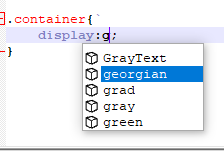 .container{`
display:g;
GrayText
georgian
grad
gray
green
}